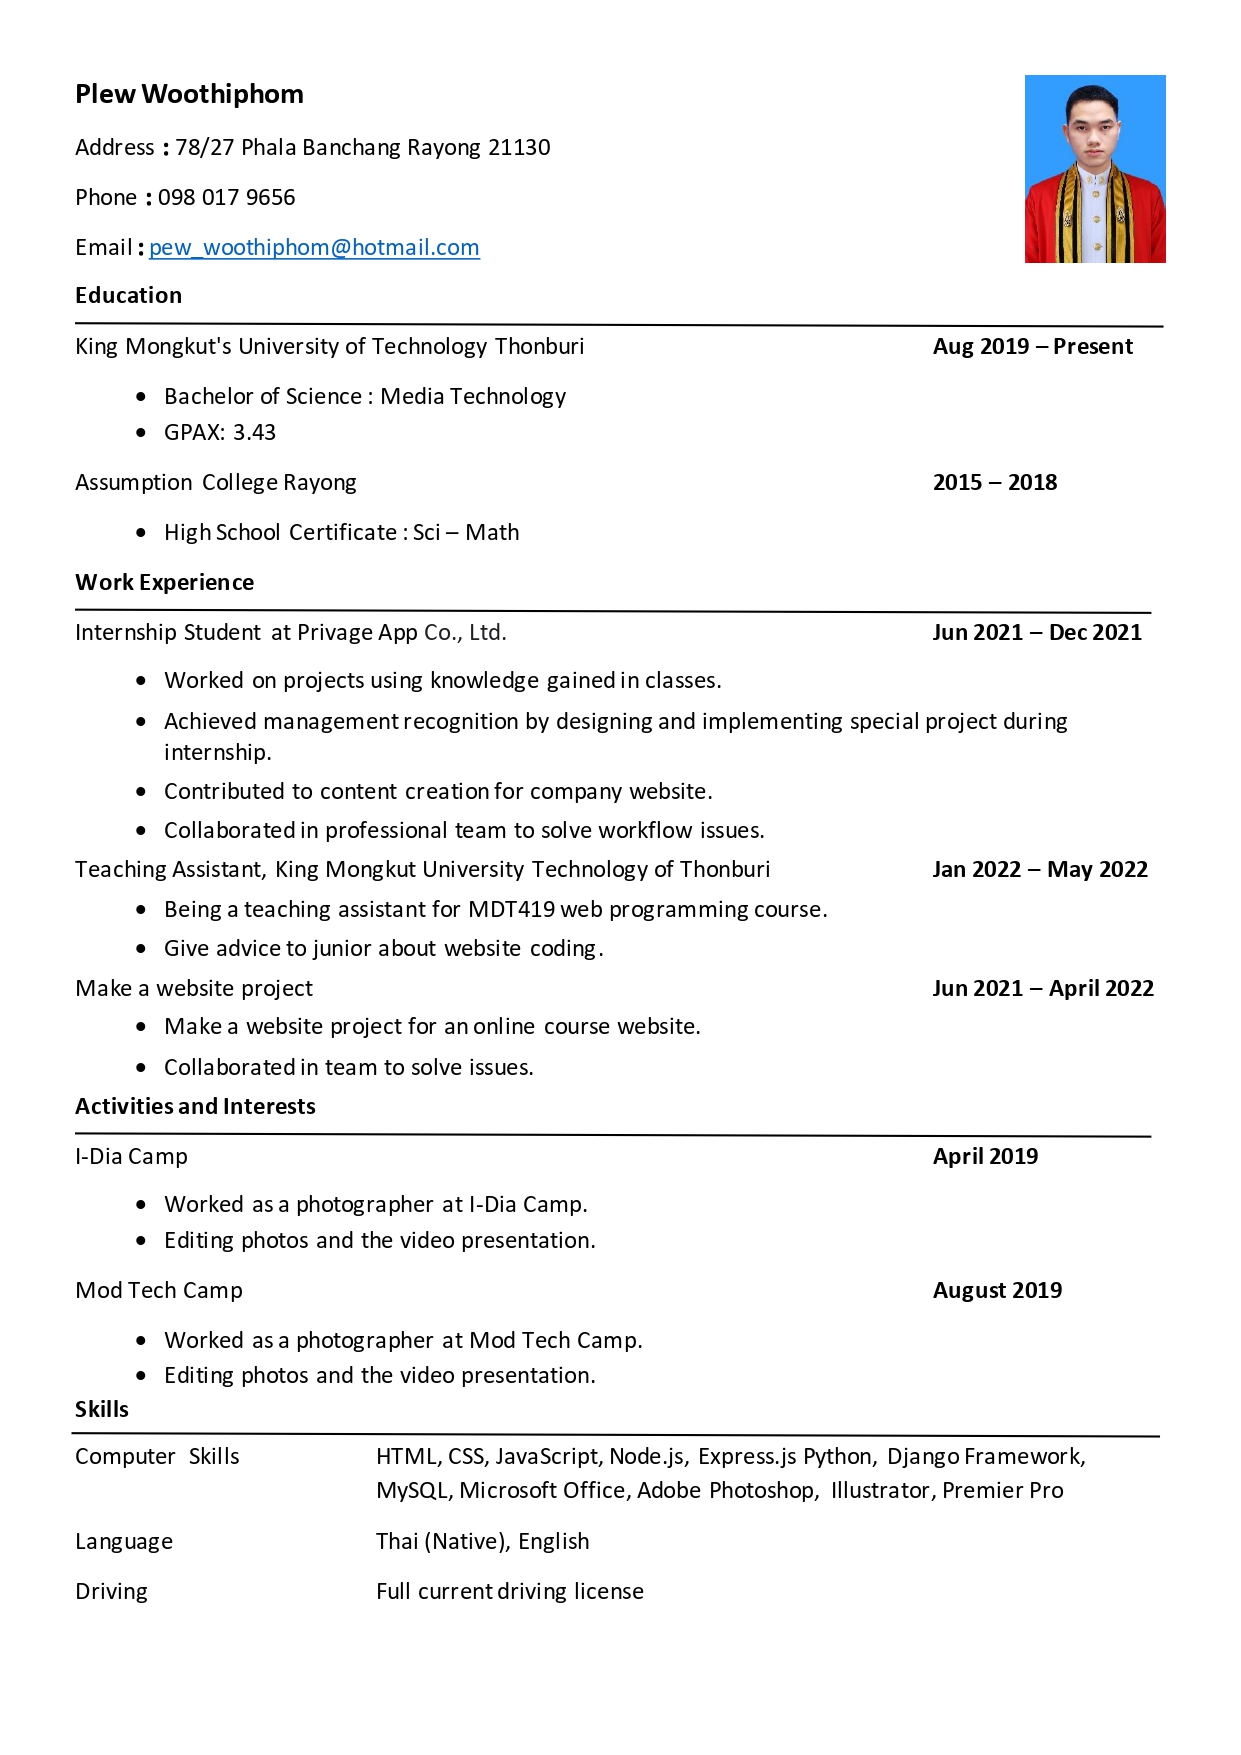 Plew Woothiphom
Address : 78/27 Phala Banchang Rayong 21130
Phone : 098 017 9656
Email : pew_woothiphom@hotmail.com
Education
King Mongkut's University of Technology Thonburi Aug 2019 – Present
• Bachelor of Science : Media Technology
• GPAX: 3.43
Assumption College Rayong 2015 – 2018
• High School Certificate : Sci – Math
Work Experience
Internship Student at Privage App Co., Ltd. Jun 2021 – Dec 2021
• Worked on projects using knowledge gained in classes.
• Achieved management recognition by designing and implementing special project during
internship.
• Contributed to content creation for company website.
• Collaborated in professional team to solve workflow issues.
Teaching Assistant, King Mongkut University Technology of Thonburi Jan 2022 – May 2022
• Being a teaching assistant for MDT419 web programming course.
• Give advice to junior about website coding.
Make a website project Jun 2021 – April 2022
• Make a website project for an online course website.
• Collaborated in team to solve issues.
Activities and Interests
I-Dia Camp April 2019
• Worked as a photographer at I-Dia Camp.
• Editing photos and the video presentation.
Mod Tech Camp August 2019
• Worked as a photographer at Mod Tech Camp.
• Editing photos and the video presentation.
Skills
Computer Skills HTML, CSS, JavaScript, Node.js, Express.js Python, Django Framework,
MySQL, Microsoft Office, Adobe Photoshop, Illustrator, Premier Pro
Language Thai (Native), English
Driving Full current driving license